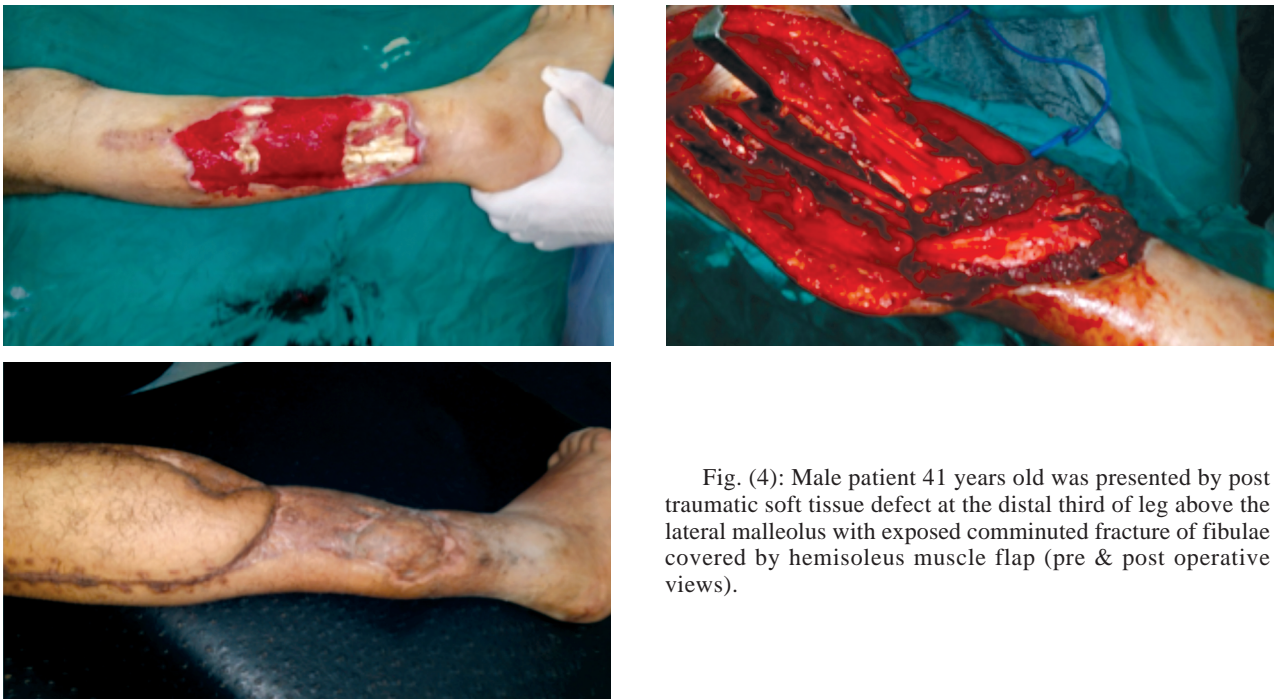 Fig. (4): Male patient 41 years old was presented by post
traumatic soft tissue defect at the distal third of leg above the
lateral malleolus with exposed comminuted fracture of fibulae
covered by hemisoleus muscle flap (pre & post operative
views).